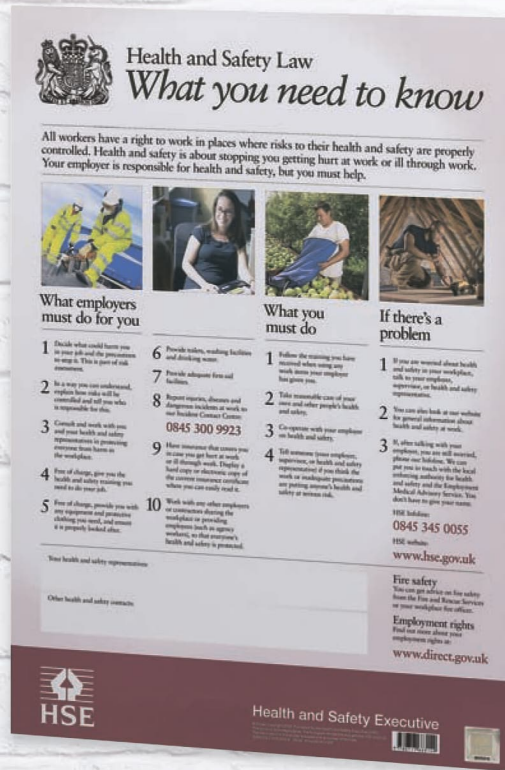 Health and Safety Law
What you need to know
All workers have a right to work in places where risks to their health and safety are properly
controlled. Health and safety is about stopping you getting hurt at work or ill through work.
Your employer is responsible for health and safety, but you must help.
What employers
must do for you
1 Decide what could harm you
in your job and the precautions
to stop it. This is part of risk
assessment.
2 In a way you can understand,
explain how risks will be
controlled and tell you who
is responsible for this.
3 Consult and work with you
and your health and safety
representatives in protecting
everyone from harm in
the workplace.
4 Free of charge, give you the
health and safety training you
need to do your job.
5 Free of charge, provide you with
any equipment and protective
clothing you need, and ensure
it is properly looked after.
6 Provide toilets, washing facilities
and drinking water.
7 Provide adequate first-aid
facilities.
8 Report injuries, diseases and
dangerous incidents at work to
our Incident Contact Centre:
0845 300 9923
9 Have insurance that covers you
in case you get hurt at work
or ill through work. Display a
hard copy or electronic copy of
the current insurance certificate
where you can easily read it.
10 Work with any other employers
or contractors sharing the
workplace or providing
employees (such as agency
workers), so that everyone's
health and safety is protected.
What you
must do
1 Follow the training you have
received when using any
work items your employer
has given you.
2 Take reasonable care of your
own and other people's health
and safety.
3 Co-operate with your employer
on health and safety.
4 Tell someone (your employer,
supervisor, or health and safety
representative) if you think the
work or inadequate precautions
are putting anyone's health and
safety at serious risk.
If there's a
problem
1 If you are worried about health
and safety in your workplace,
talk to your employer,
supervisor, or health and safety
representative.
2 You can also look at our website
for general information about
health and safety at work.
3 If, after talking with your
employer, you are still worried,
phone our Infoline. We can
put you in touch with the local
enforcing authority for health
and safety and the Employment
Medical Advisory Service. You
don't have to give your name.
HSE Infoline:
0845 345 0055
HSE website:
www.hse.gov.uk
Fire safety
You can get advice on fire safety
from the Fire and Rescue Services
or your workplace fire officer.
Employment rights
Find out more about your
employment rights at:
www.direct.gov.uk
Your health and safety representatives:
Other health and safety contacts:
HSE
Health and Safety Executive